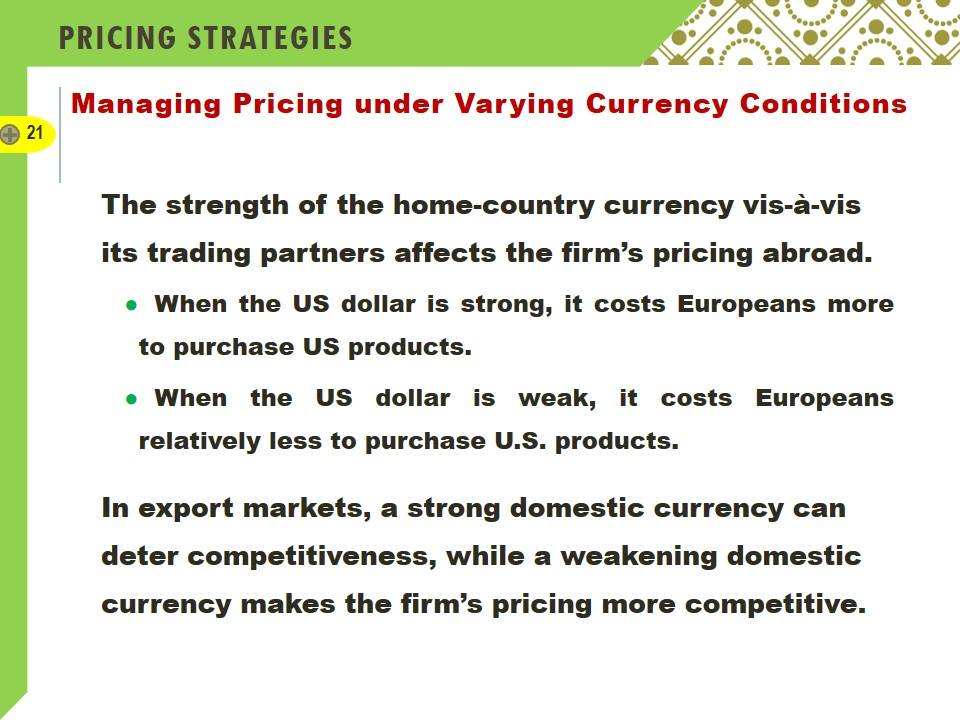 PRICING STRATEGIES
Managing Pricing under Varying Currency Conditions
21
The strength of the home-country currency vis-à-vis
its trading partners affects the firm’s pricing abroad.
● When the US dollar is strong, it costs Europeans more
to purchase US products.
● When the US dollar is weak, it costs Europeans
relatively less to purchase U.S. products.
In export markets, a strong domestic currency can
deter competitiveness, while a weakening domestic
currency makes the firm’s pricing more competitive.